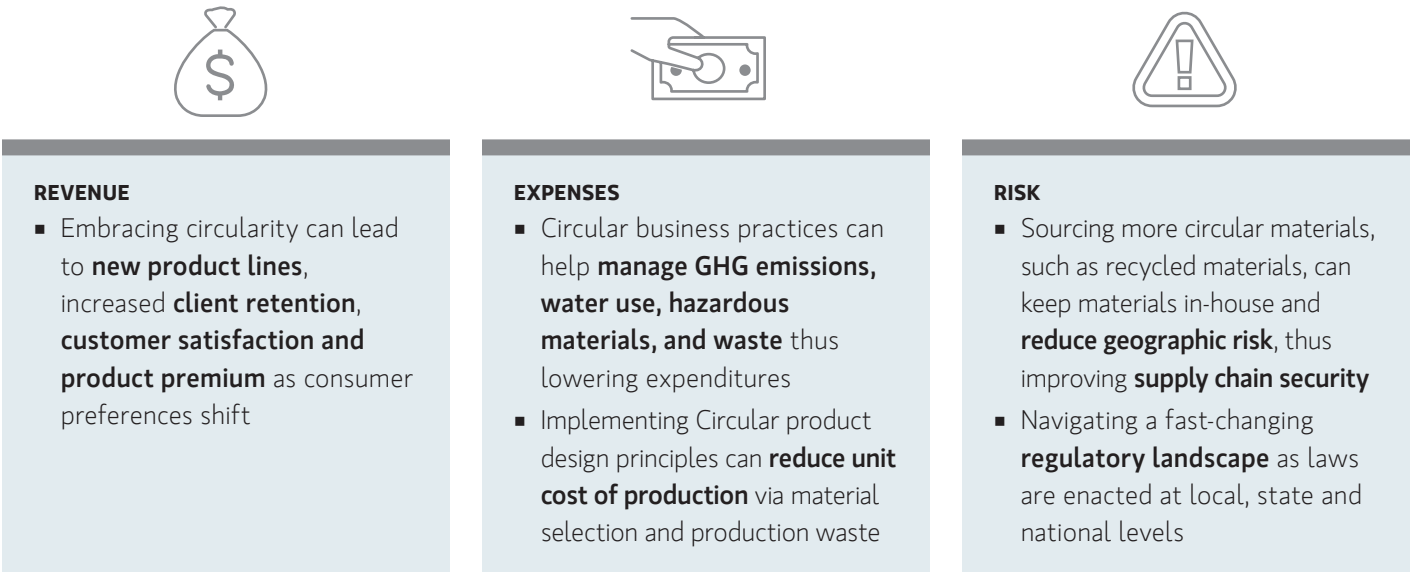 $
REVENUE
▪ Embracing circularity can lead
to new product lines,
increased client retention,
customer satisfaction and
product premium as consumer
preferences shift
EXPENSES
▪ Circular business practices can
help manage GHG emissions,
water use, hazardous
materials, and waste thus
lowering expenditures
▪ Implementing Circular product
design principles can reduce unit
cost of production via material
selection and production waste
RISK
▪ Sourcing more circular materials,
such as recycled materials, can
keep materials in-house and
reduce geographic risk, thus
improving supply chain security
▪ Navigating a fast-changing
regulatory landscape as laws
are enacted at local, state and
national levels